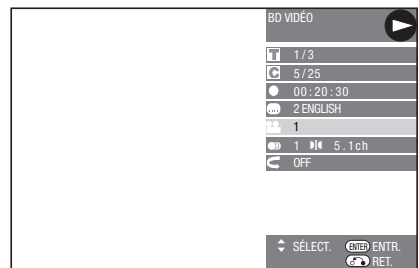 BD VIDÉO
T 1/3
C 5/25
00:20:30
2 ENGLISH
1
1 5.1ch
OFF
SÉLECT. ENTER ENTR.
RET.